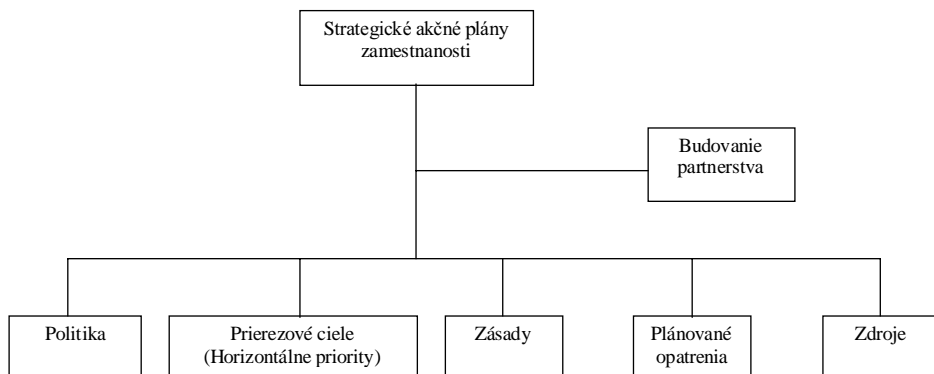 Strategické akčné plány
zamestnanosti
Budovanie
partnerstva
Politika
Prierezové ciele
(Horizontálne priority)
Zásady
Plánované
opatrenia
Zdroje